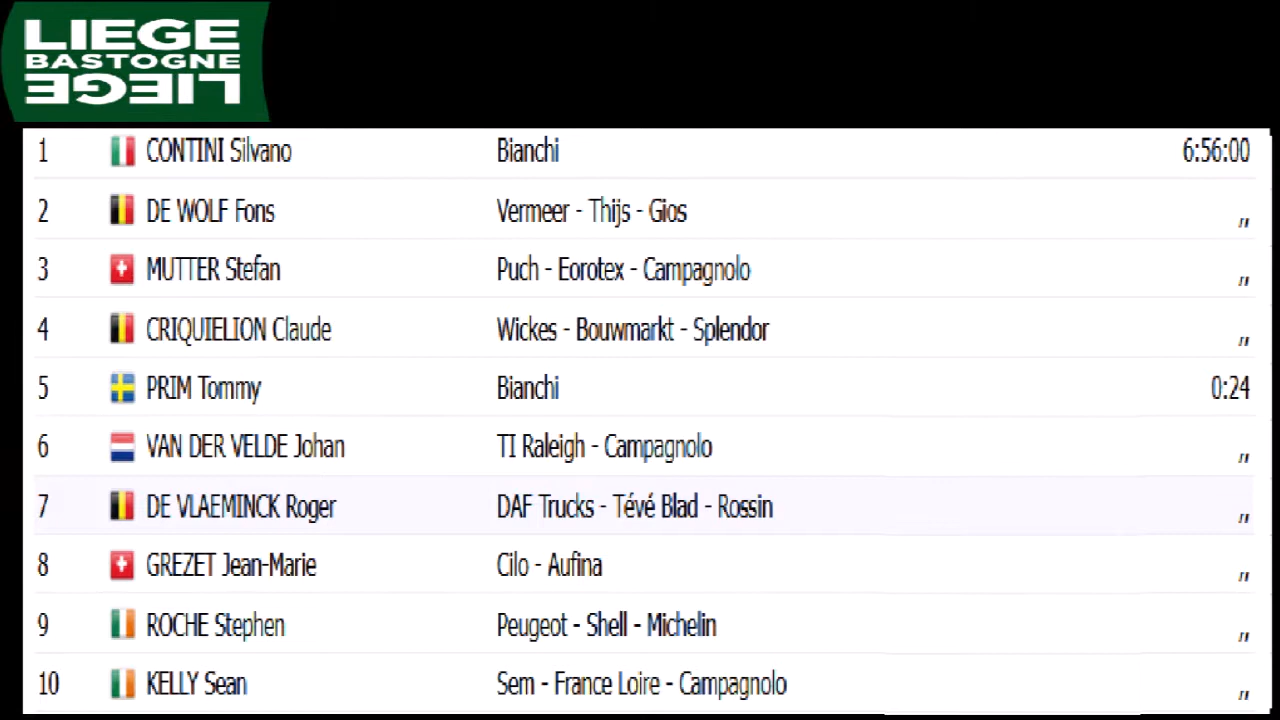 LIEGE
BASTOGNE
LIEGE
1 CONTINI Silvano Bianchi 6:56:00
2 DE WOLF Fons Vermeer - Thijs - Gios ,,
3 MUTTER Stefan Puch - Eorotex - Campagnolo ,,
4 CRIQUIELION Claude Wickes - Bouwmarkt - Splendor ,,
5 PRIM Tommy Bianchi 0:24
6 VAN DER VELDE Johan TI Raleigh - Campagnolo ,,
7 DE VLAEMINCK Roger DAF Trucks - Tévé Blad - Rossin ,,
8 GREZET Jean-Marie Cilo - Aufina ,,
9 ROCHE Stephen Peugeot - Shell - Michelin ,,
10 KELLY Sean Sem - France Loire - Campagnolo ,,